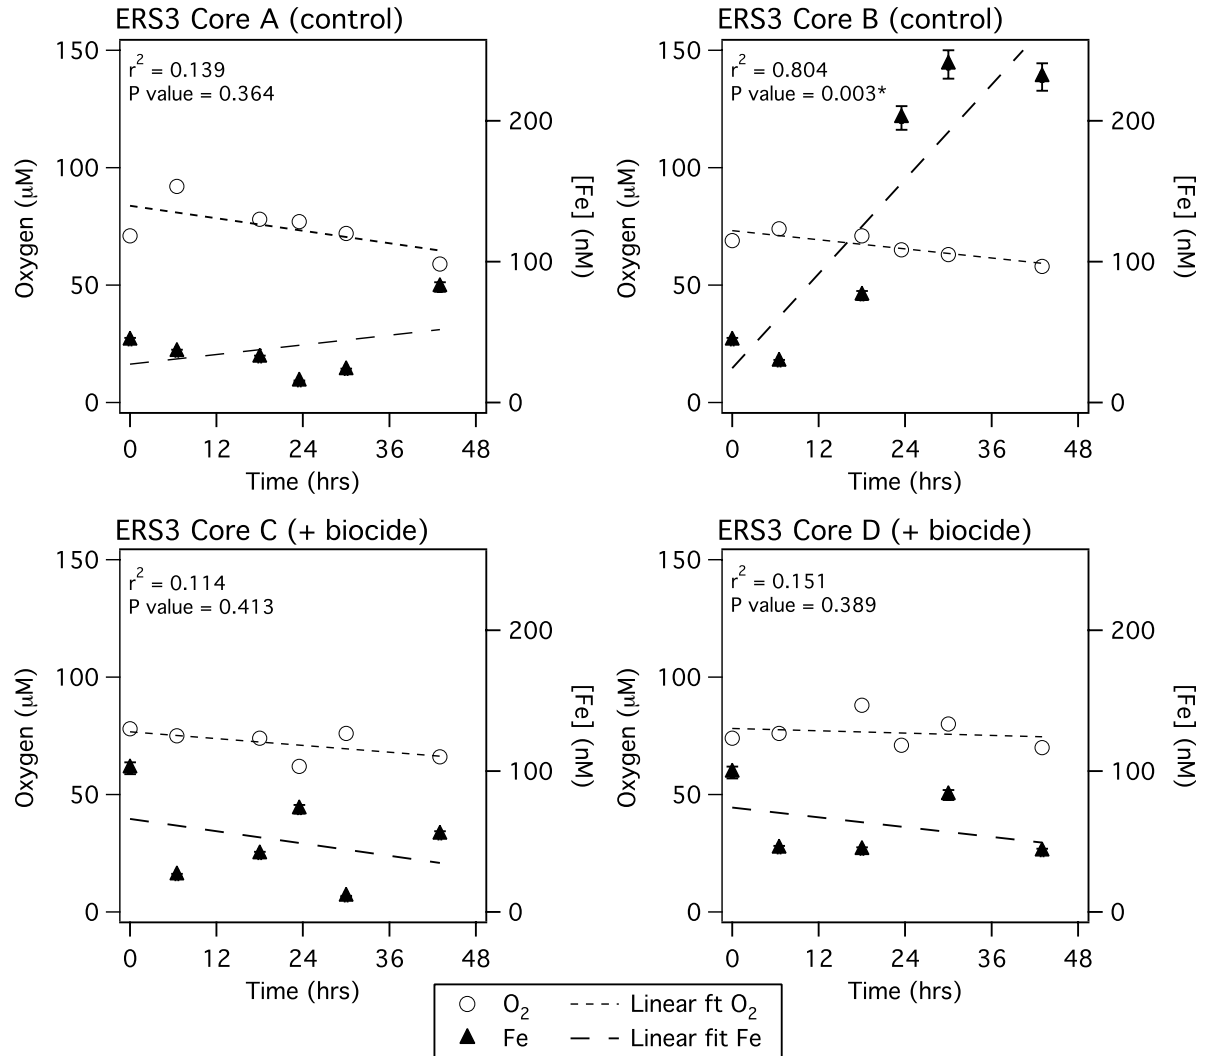 ERS3 Core A (control)
r² = 0.139
P value = 0.364
150
100
50
0
Oxygen (µM)
200
100
0
[Fe] (nM)
0 12 24 36 48
Time (hrs)
ERS3 Core B (control)
r² = 0.804
P value = 0.003*
150
100
50
0
Oxygen (µM)
200
100
0
[Fe] (nM)
0 12 24 36 48
Time (hrs)
ERS3 Core C (+ biocide)
r² = 0.114
P value = 0.413
150
100
50
0
Oxygen (µM)
200
100
0
[Fe] (nM)
0 12 24 36 48
Time (hrs)
ERS3 Core D (+ biocide)
r² = 0.151
P value = 0.389
150
100
50
0
Oxygen (µM)
200
100
0
[Fe] (nM)
0 12 24 36 48
Time (hrs)
O₂ Linear ft O₂
Fe Linear fit Fe